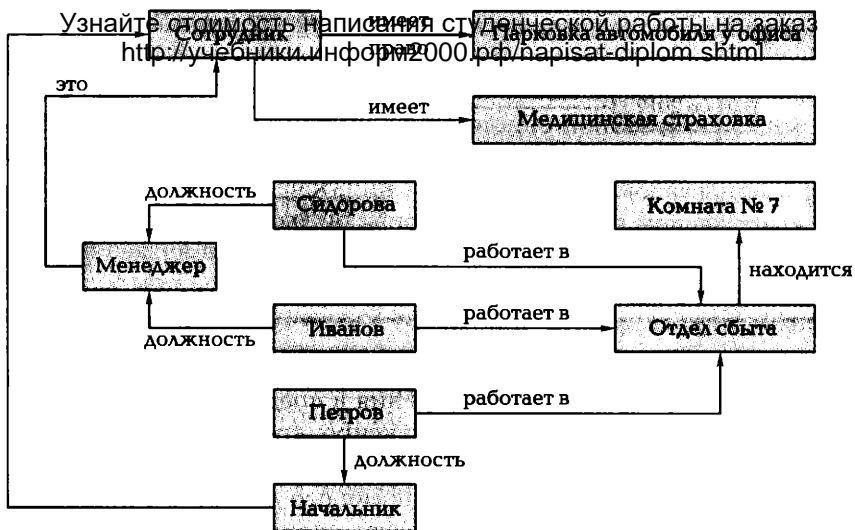 Узнайте стоимость написания студенческой работы на заказ
http://учебники.информ2000.рф/napisat-diplom.shtml
Сотрудник
имеет
право
Парковка автомобиля у офиса
это
имеет
Медицинская страховка
должность
Сидорова
Комната № 7
Менеджер
работает в
находится
должность
Иванов
работает в
Отдел сбыта
Петров
работает в
должность
Начальник